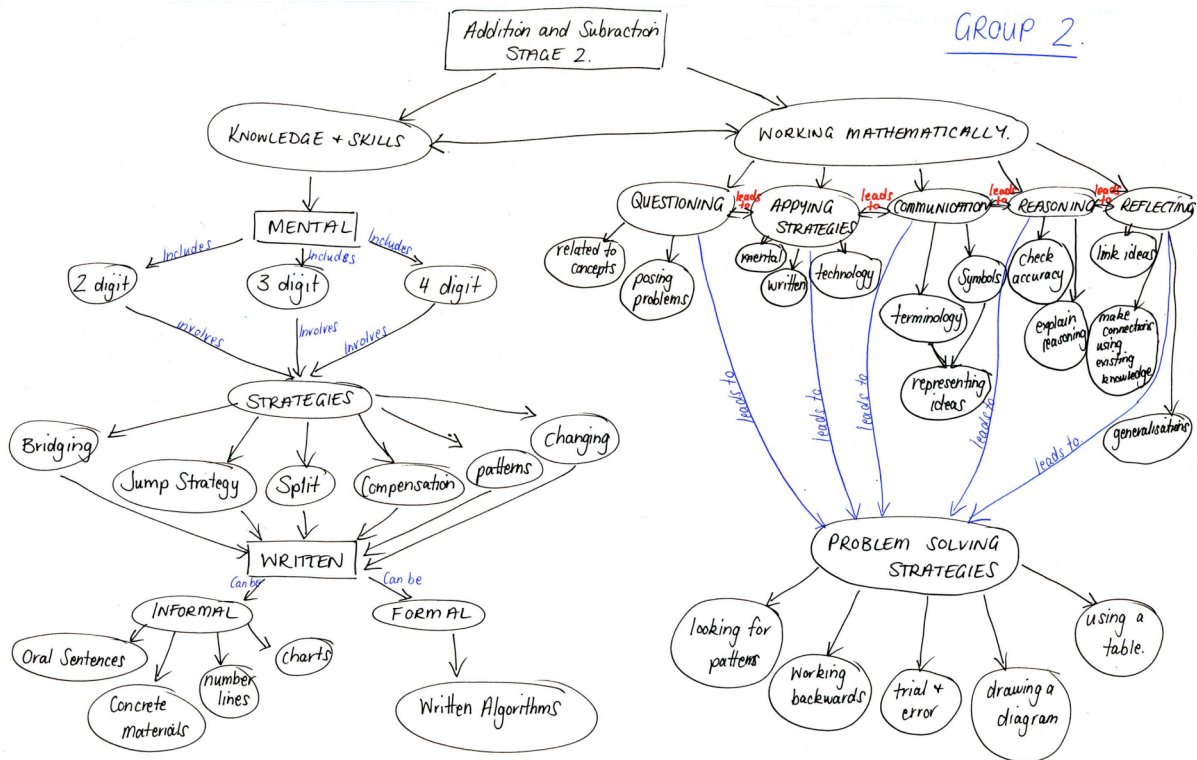 Addition and Subraction
STAGE 2.
GROUP 2.
KNOWLEDGE + SKILLS
WORKING MATHEMATICALLY.
MENTAL
Includes
Includes
Includes
2 digit
3 digit
4 digit
involves
Involves
Involves
STRATEGIES
Bridging
Jump Strategy
Split
Compensation
patterns
Changing
WRITTEN
Can be
Can be
INFORMAL
FORMAL
Oral Sentences
Concrete
Materials
number
lines
charts
Written Algorithms
QUESTIONING
leads
to
APPLYING
STRATEGIES
leads
to
COMMUNICATION
leads
to
REASONING
leads
to
REFLECTING
related to
concepts
posing
problems
mental
written
technology
terminology
Symbols
representing
ideas
check
accuracy
explain
reasoning
link ideas
make
connections
using
existing
knowledge
generalisations
leads to
leads to
leads to
leads to
leads to
PROBLEM SOLVING
STRATEGIES
looking for
patterns
Working
backwards
trial +
error
drawing a
diagram
using a
table.